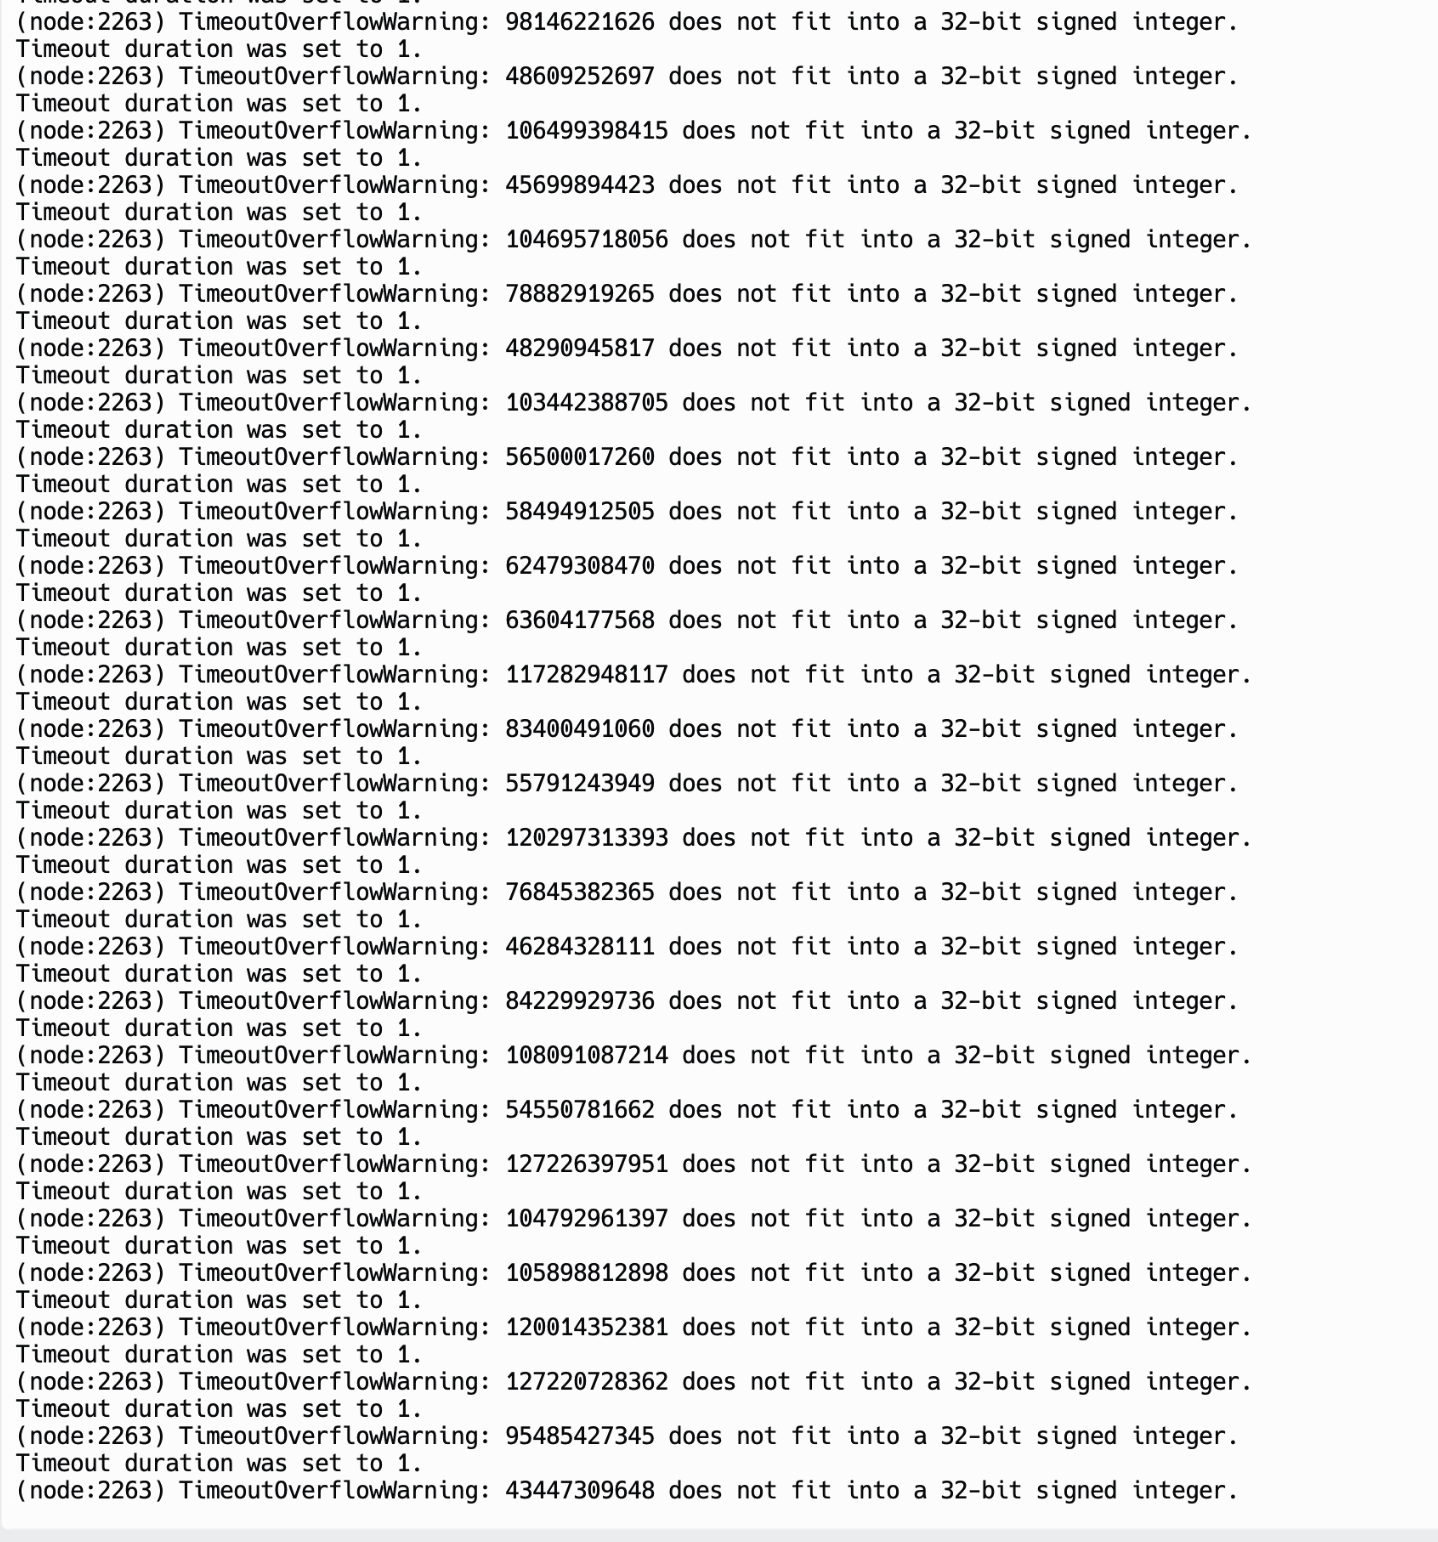 Timeout duration was set to 1.
(node:2263) TimeoutOverflowWarning: 98146221626 does not fit into a 32-bit signed integer.
Timeout duration was set to 1.
(node:2263) TimeoutOverflowWarning: 48609252697 does not fit into a 32-bit signed integer.
Timeout duration was set to 1.
(node:2263) TimeoutOverflowWarning: 106499398415 does not fit into a 32-bit signed integer.
Timeout duration was set to 1.
(node:2263) TimeoutOverflowWarning: 45699894423 does not fit into a 32-bit signed integer.
Timeout duration was set to 1.
(node:2263) TimeoutOverflowWarning: 104695718056 does not fit into a 32-bit signed integer.
Timeout duration was set to 1.
(node:2263) TimeoutOverflowWarning: 78882919265 does not fit into a 32-bit signed integer.
Timeout duration was set to 1.
(node:2263) TimeoutOverflowWarning: 48290945817 does not fit into a 32-bit signed integer.
Timeout duration was set to 1.
(node:2263) TimeoutOverflowWarning: 103442388705 does not fit into a 32-bit signed integer.
Timeout duration was set to 1.
(node:2263) TimeoutOverflowWarning: 56500017260 does not fit into a 32-bit signed integer.
Timeout duration was set to 1.
(node:2263) TimeoutOverflowWarning: 58494912505 does not fit into a 32-bit signed integer.
Timeout duration was set to 1.
(node:2263) TimeoutOverflowWarning: 62479308470 does not fit into a 32-bit signed integer.
Timeout duration was set to 1.
(node:2263) TimeoutOverflowWarning: 63604177568 does not fit into a 32-bit signed integer.
Timeout duration was set to 1.
(node:2263) TimeoutOverflowWarning: 117282948117 does not fit into a 32-bit signed integer.
Timeout duration was set to 1.
(node:2263) TimeoutOverflowWarning: 83400491060 does not fit into a 32-bit signed integer.
Timeout duration was set to 1.
(node:2263) TimeoutOverflowWarning: 55791243949 does not fit into a 32-bit signed integer.
Timeout duration was set to 1.
(node:2263) TimeoutOverflowWarning: 120297313393 does not fit into a 32-bit signed integer.
Timeout duration was set to 1.
(node:2263) TimeoutOverflowWarning: 76845382365 does not fit into a 32-bit signed integer.
Timeout duration was set to 1.
(node:2263) TimeoutOverflowWarning: 46284328111 does not fit into a 32-bit signed integer.
Timeout duration was set to 1.
(node:2263) TimeoutOverflowWarning: 84229929736 does not fit into a 32-bit signed integer.
Timeout duration was set to 1.
(node:2263) TimeoutOverflowWarning: 108091087214 does not fit into a 32-bit signed integer.
Timeout duration was set to 1.
(node:2263) TimeoutOverflowWarning: 54550781662 does not fit into a 32-bit signed integer.
Timeout duration was set to 1.
(node:2263) TimeoutOverflowWarning: 127226397951 does not fit into a 32-bit signed integer.
Timeout duration was set to 1.
(node:2263) TimeoutOverflowWarning: 104792961397 does not fit into a 32-bit signed integer.
Timeout duration was set to 1.
(node:2263) TimeoutOverflowWarning: 105898812898 does not fit into a 32-bit signed integer.
Timeout duration was set to 1.
(node:2263) TimeoutOverflowWarning: 120014352381 does not fit into a 32-bit signed integer.
Timeout duration was set to 1.
(node:2263) TimeoutOverflowWarning: 127220728362 does not fit into a 32-bit signed integer.
Timeout duration was set to 1.
(node:2263) TimeoutOverflowWarning: 95485427345 does not fit into a 32-bit signed integer.
Timeout duration was set to 1.
(node:2263) TimeoutOverflowWarning: 43447309648 does not fit into a 32-bit signed integer.